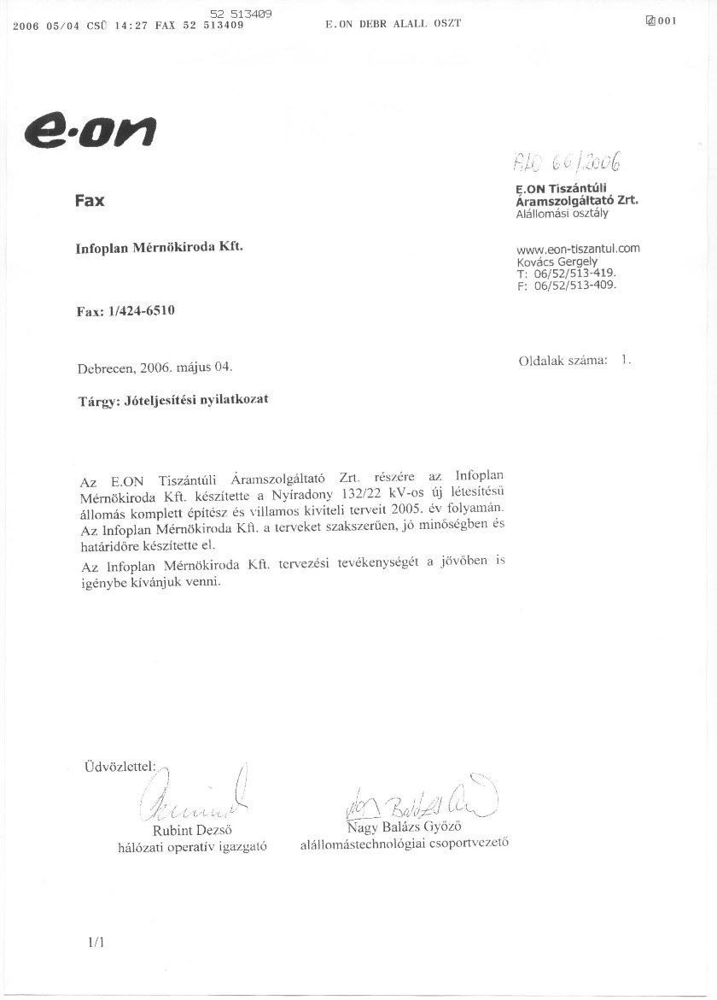 52 513409
2006 05/04 CSÜ 14:27 FAX 52 513409 E.ON DEBR ALALL OSZT 001
e·on
ALO 66/2006
Fax
E.ON Tiszántúli
Áramszolgáltató Zrt.
Alállomási osztály
Infoplan Mérnökiroda Kft.
www.eon-tiszantul.com
Kovács Gergely
T: 06/52/513-419.
F: 06/52/513-409.
Fax: 1/424-6510
Debrecen, 2006. május 04.
Oldalak száma: 1.
Tárgy: Jóteljesítési nyilatkozat
Az E.ON Tiszántúli Áramszolgáltató Zrt. részére az Infoplan
Mérnökiroda Kft. készítette a Nyíradony 132/22 kV-os új létesítésű
állomás komplett építész és villamos kiviteli terveit 2005. év folyamán.
Az Infoplan Mérnökiroda Kft. a terveket szakszerűen, jó minőségben és
határidőre készítette el.
Az Infoplan Mérnökiroda Kft. tervezési tevékenységét a jövőben is
igénybe kívánjuk venni.
Üdvözlettel:
Rubint Dezső
hálózati operatív igazgató
Nagy Balázs Győző
alállomástechnológiai csoportvezető
1/1